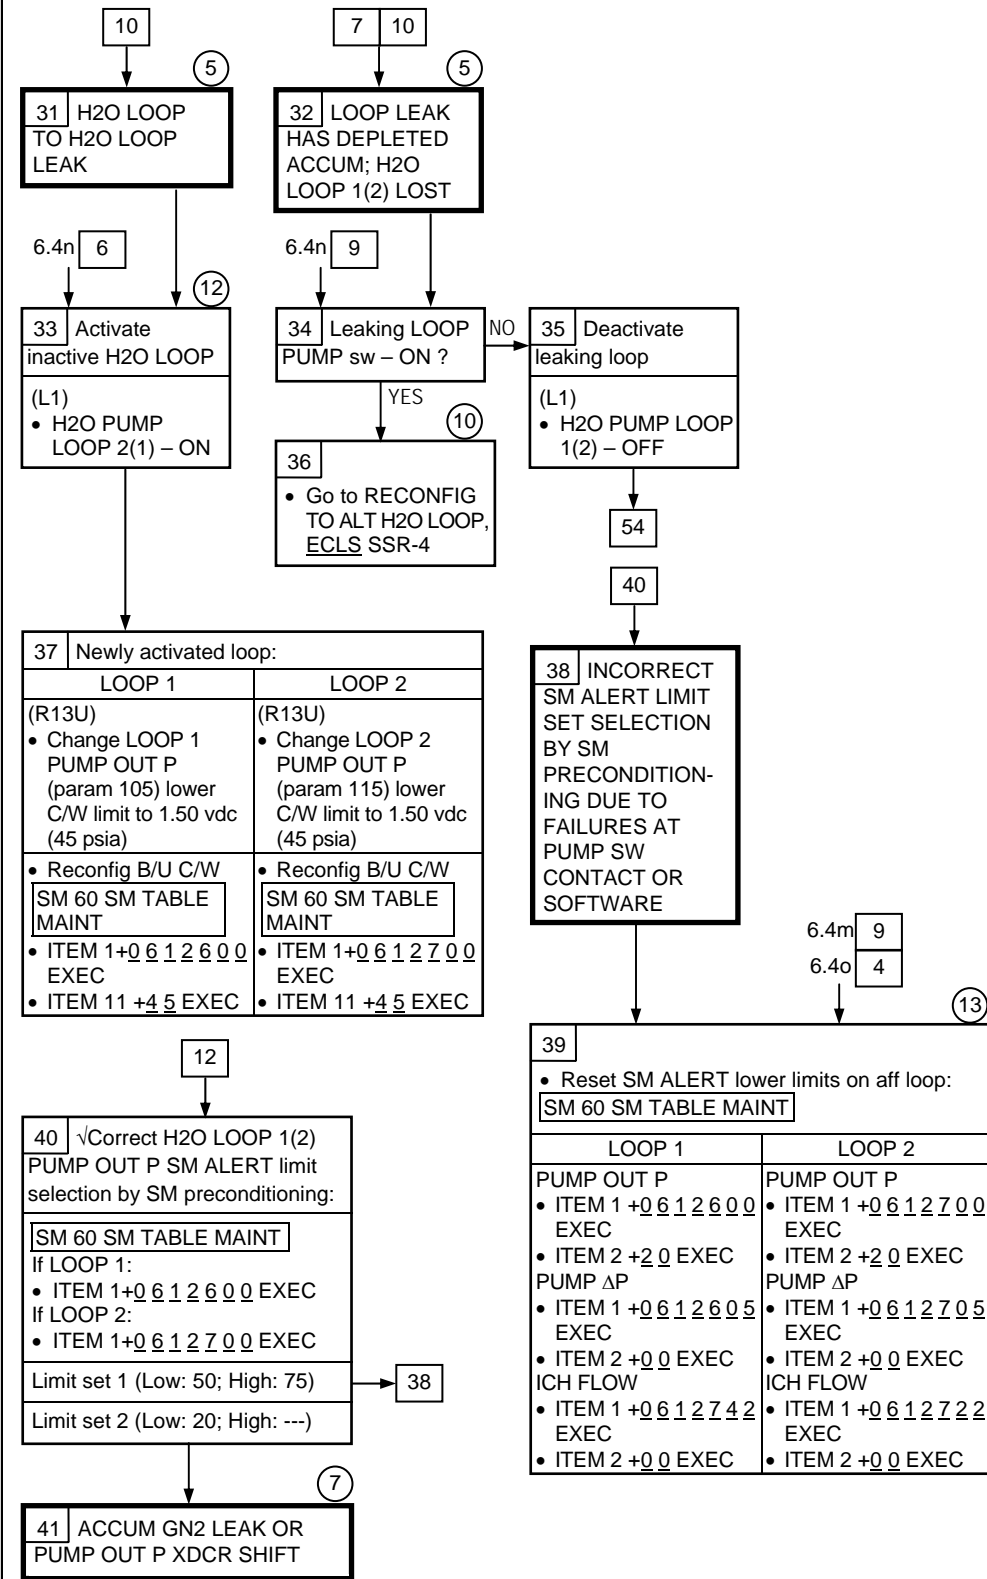 10
5
31 H2O LOOP
TO H2O LOOP
LEAK
7 10
5
32 LOOP LEAK
HAS DEPLETED
ACCUM; H2O
LOOP 1(2) LOST
6.4n 6
12
33 Activate
inactive H2O LOOP
(L1)
• H2O PUMP
LOOP 2(1) – ON
6.4n 9
34 Leaking LOOP
PUMP sw – ON ?
NO
YES
35 Deactivate
leaking loop
(L1)
• H2O PUMP LOOP
1(2) – OFF
54
10
36
• Go to RECONFIG
TO ALT H2O LOOP,
ECLS SSR-4
37 Newly activated loop:
LOOP 1
(R13U)
• Change LOOP 1
PUMP OUT P
(param 105) lower
C/W limit to 1.50 vdc
(45 psia)
• Reconfig B/U C/W
SM 60 SM TABLE
MAINT
• ITEM 1+0 6 1 2 6 0 0
EXEC
• ITEM 11 +4 5 EXEC
LOOP 2
(R13U)
• Change LOOP 2
PUMP OUT P
(param 115) lower
C/W limit to 1.50 vdc
(45 psia)
• Reconfig B/U C/W
SM 60 SM TABLE
MAINT
• ITEM 1+0 6 1 2 7 0 0
EXEC
• ITEM 11 +4 5 EXEC
40
38 INCORRECT
SM ALERT LIMIT
SET SELECTION
BY SM
PRECONDITION-
ING DUE TO
FAILURES AT
PUMP SW
CONTACT OR
SOFTWARE
6.4m 9
6.4o 4
13
39
• Reset SM ALERT lower limits on aff loop:
SM 60 SM TABLE MAINT
LOOP 1
PUMP OUT P
• ITEM 1 +0 6 1 2 6 0 0
EXEC
• ITEM 2 +2 0 EXEC
PUMP ∆P
• ITEM 1 +0 6 1 2 6 0 5
EXEC
• ITEM 2 +0 0 EXEC
ICH FLOW
• ITEM 1 +0 6 1 2 7 4 2
EXEC
• ITEM 2 +0 0 EXEC
LOOP 2
PUMP OUT P
• ITEM 1 +0 6 1 2 7 0 0
EXEC
• ITEM 2 +2 0 EXEC
PUMP ∆P
• ITEM 1 +0 6 1 2 7 0 5
EXEC
• ITEM 2 +0 0 EXEC
ICH FLOW
• ITEM 1 +0 6 1 2 7 2 2
EXEC
• ITEM 2 +0 0 EXEC
12
40 √Correct H2O LOOP 1(2)
PUMP OUT P SM ALERT limit
selection by SM preconditioning:
SM 60 SM TABLE MAINT
If LOOP 1:
• ITEM 1+0 6 1 2 6 0 0 EXEC
If LOOP 2:
• ITEM 1+0 6 1 2 7 0 0 EXEC
Limit set 1 (Low: 50; High: 75)
38
Limit set 2 (Low: 20; High: ---)
7
41 ACCUM GN2 LEAK OR
PUMP OUT P XDCR SHIFT